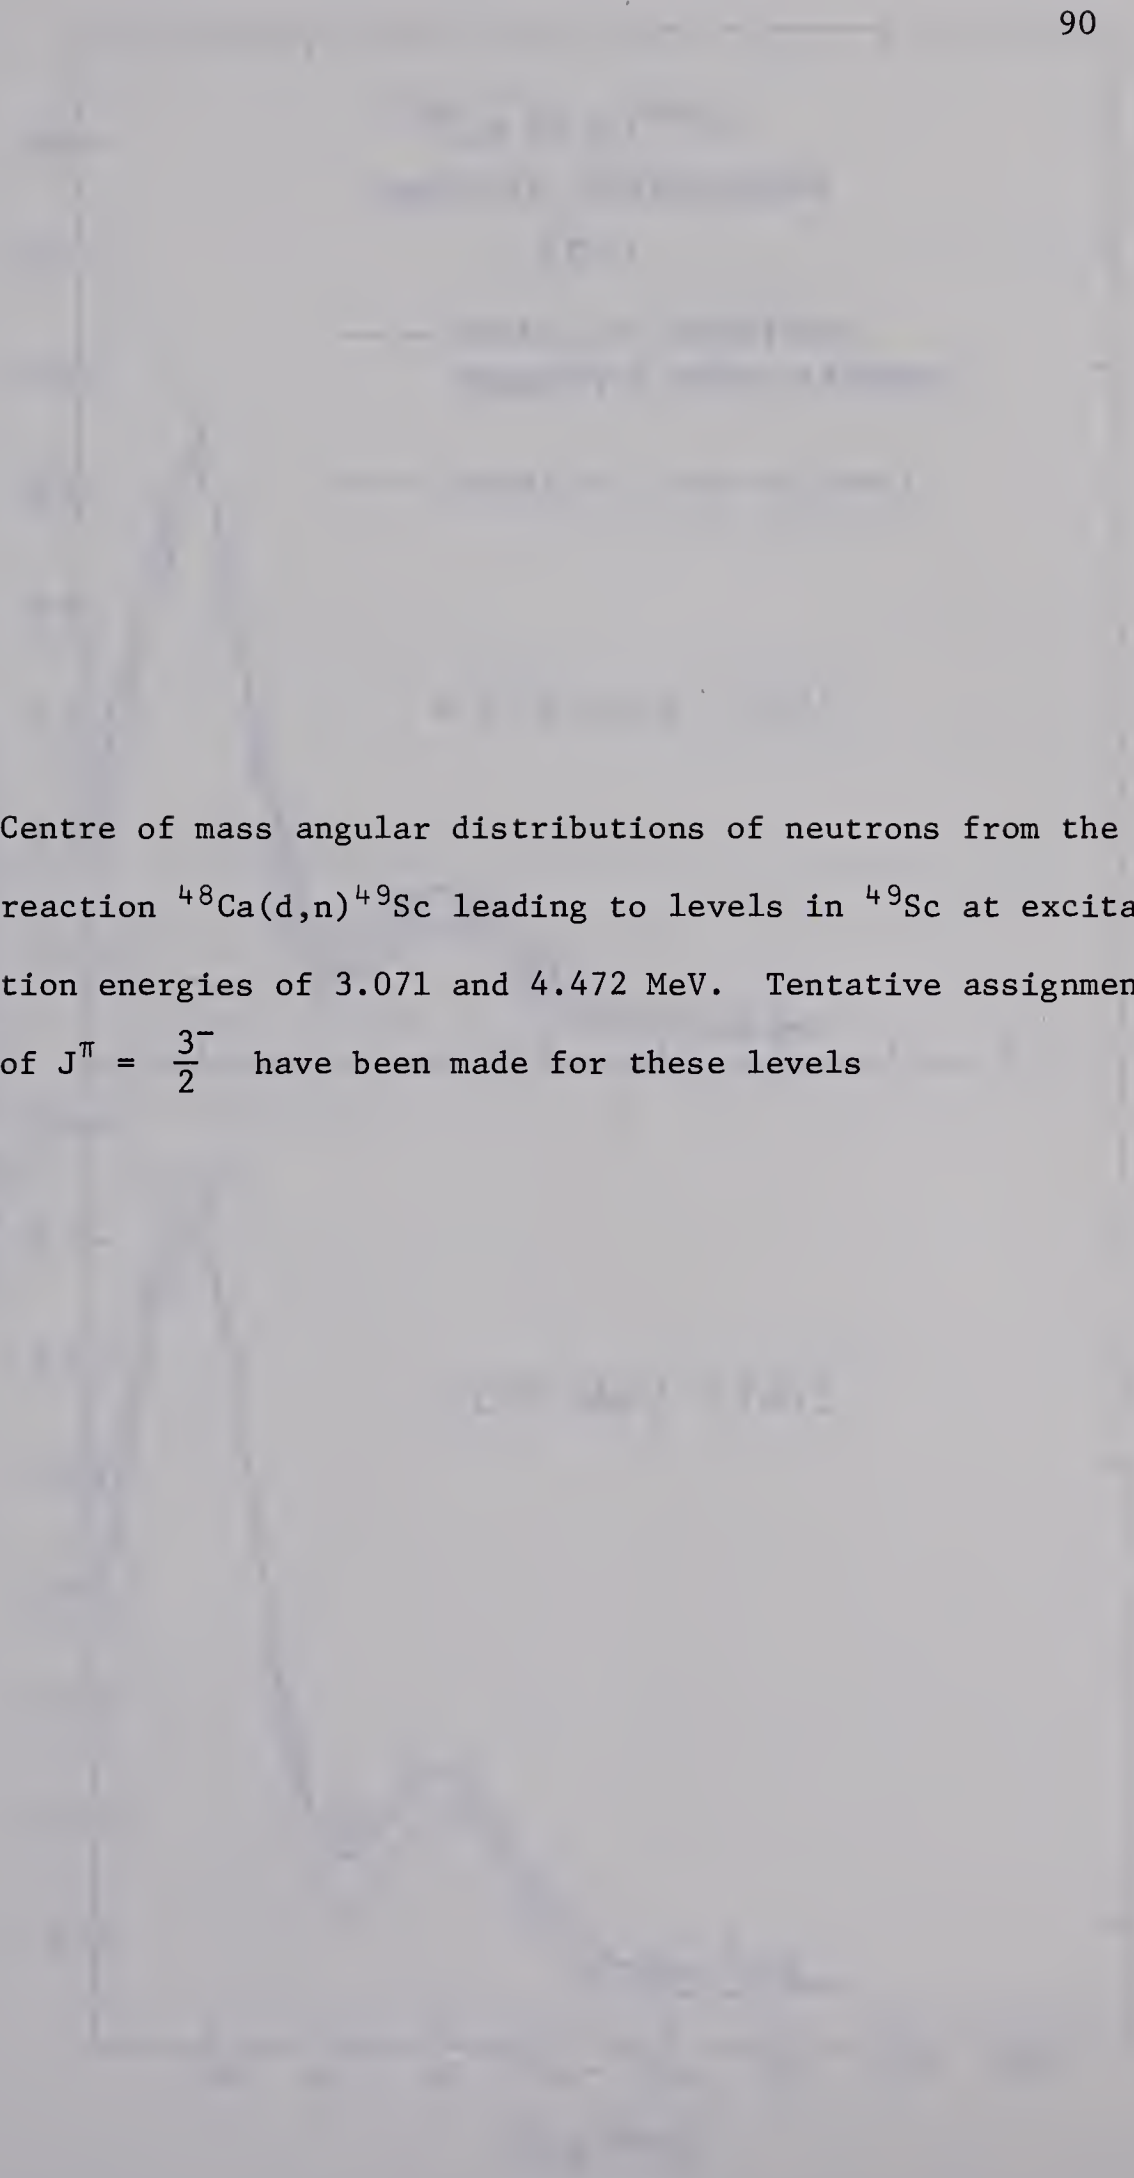 90
Centre of mass angular distributions of neutrons from the
reaction ⁴⁸Ca(d,n)⁴⁹Sc leading to levels in ⁴⁹Sc at excita
tion energies of 3.071 and 4.472 MeV. Tentative assignmen
of J^π = 3⁻/2 have been made for these levels